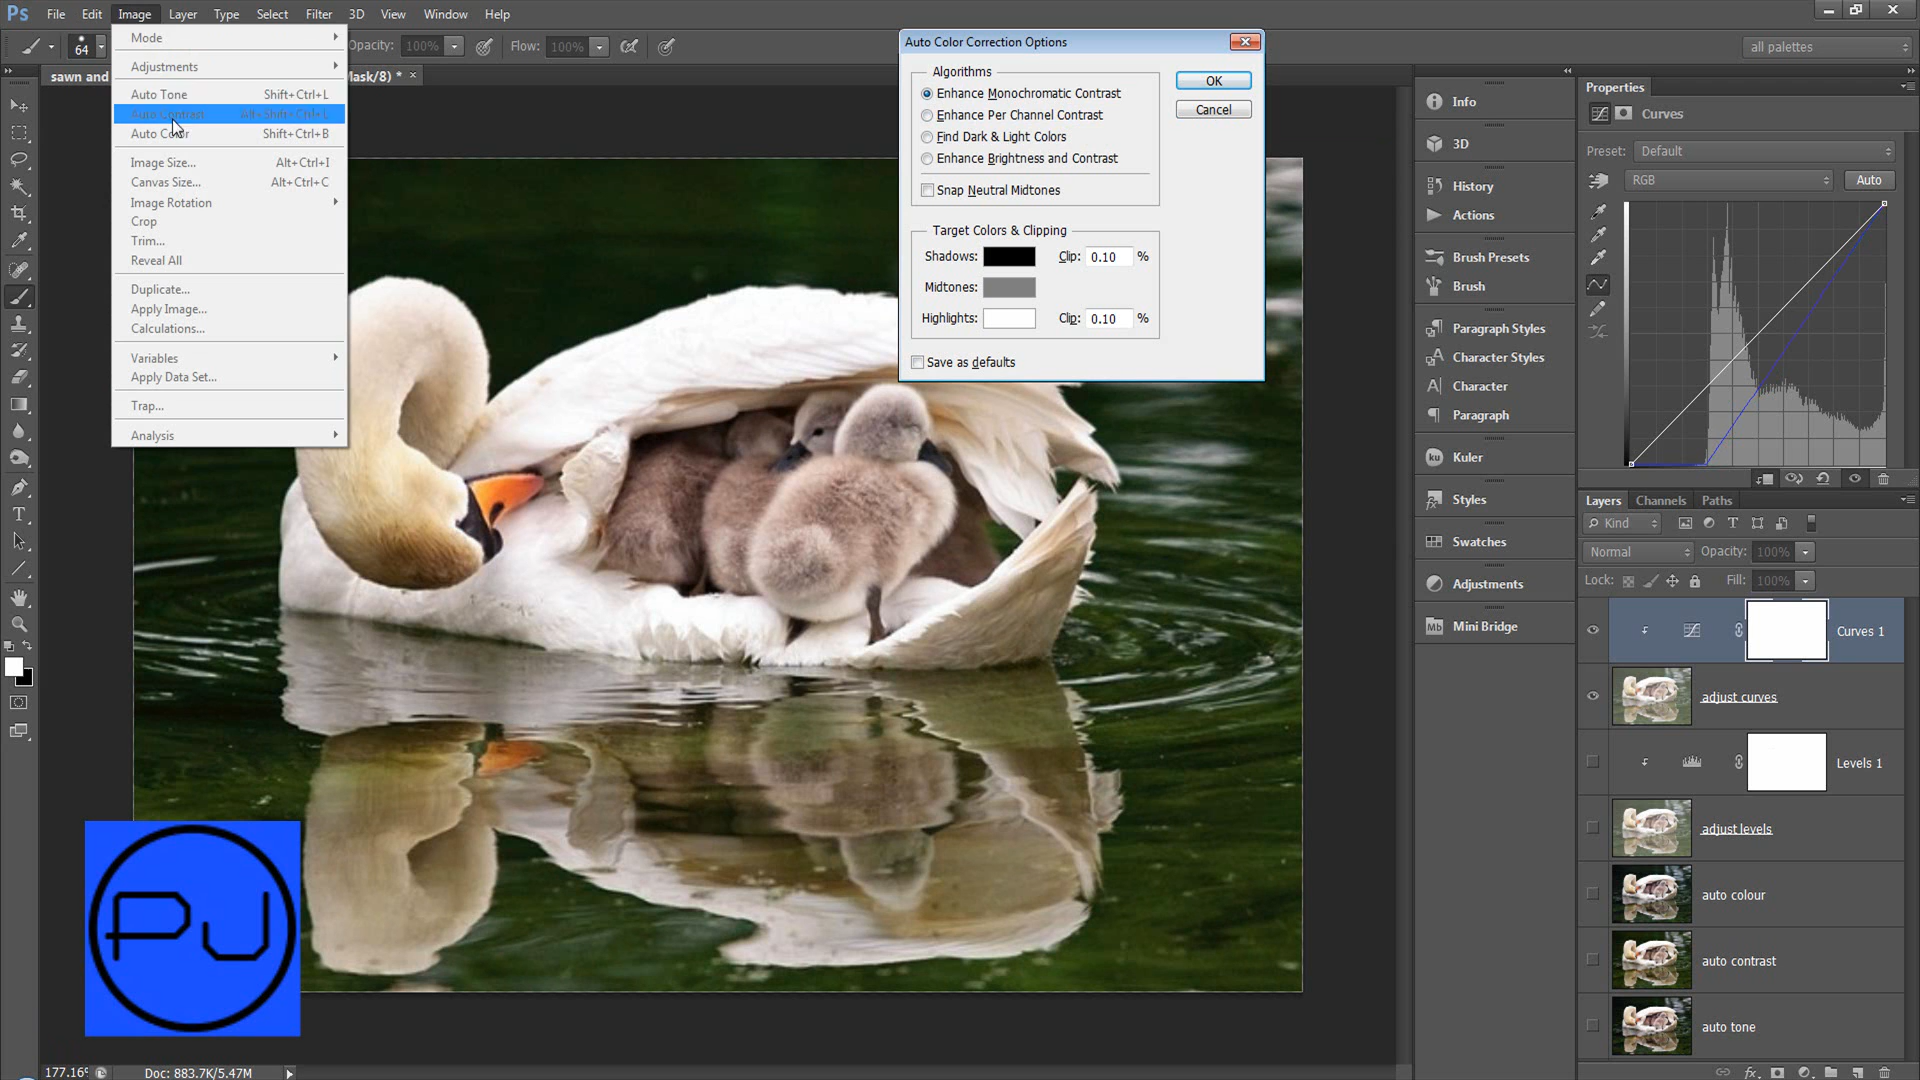 Ps File Edit Image Layer Type Select Filter 3D View Window Help
64 Opacity: 100% Flow: 100% all palettes
sawn and Mask/8) * ×
Mode
Adjustments
Auto Tone Shift+Ctrl+L
Auto Contrast Alt+Shift+Ctrl+L
Auto Color Shift+Ctrl+B
Image Size... Alt+Ctrl+I
Canvas Size... Alt+Ctrl+C
Image Rotation
Crop
Trim...
Reveal All
Duplicate...
Apply Image...
Calculations...
Variables
Apply Data Set...
Trap...
Analysis
Auto Color Correction Options
Algorithms
Enhance Monochromatic Contrast
Enhance Per Channel Contrast
Find Dark & Light Colors
Enhance Brightness and Contrast
Snap Neutral Midtones
OK
Cancel
Target Colors & Clipping
Shadows: Clip: 0.10 %
Midtones:
Highlights: Clip: 0.10 %
Save as defaults
Info
3D
History
Actions
Brush Presets
Brush
Paragraph Styles
Character Styles
Character
Paragraph
ku Kuler
Styles
Swatches
Adjustments
Mb Mini Bridge
Properties
Curves
Preset: Default
RGB Auto
Layers Channels Paths
Kind
Normal Opacity: 100%
Lock: Fill: 100%
Curves 1
adjust curves
Levels 1
adjust levels
auto colour
auto contrast
auto tone
PJ
177.16% Doc: 883.7K/5.47M